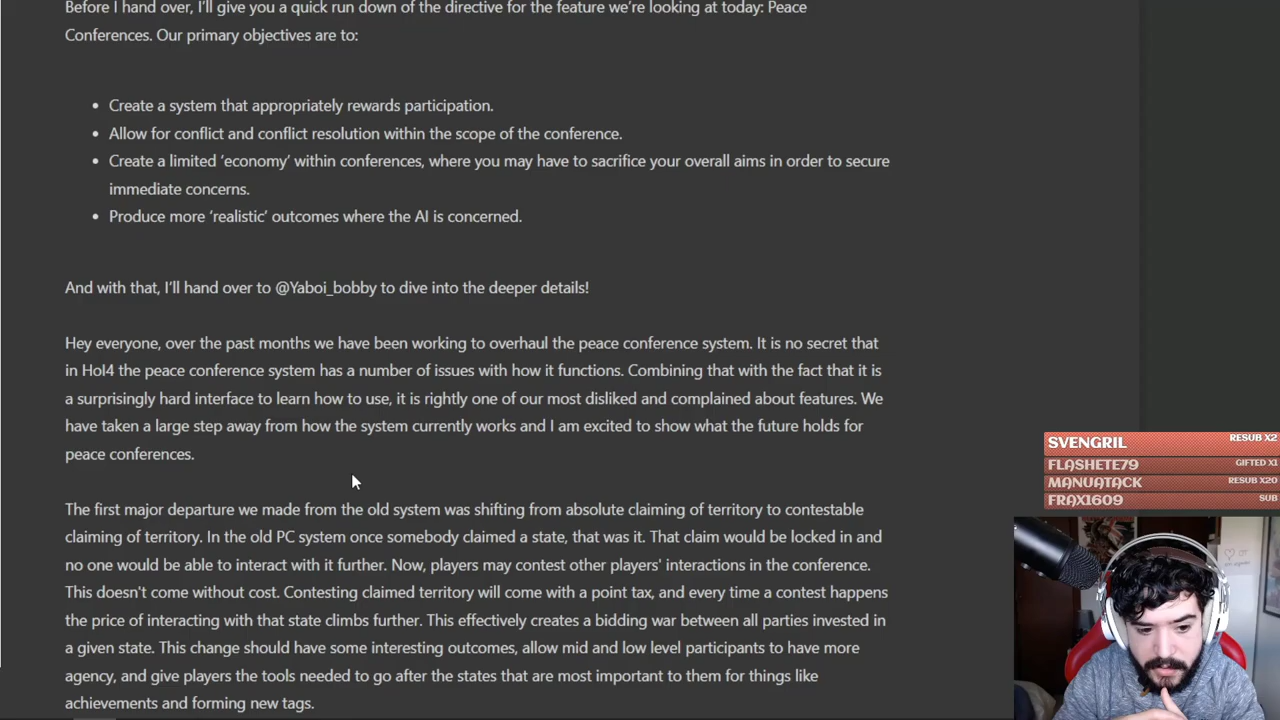 Before I hand over, I'll give you a quick run down of the directive for the feature we're looking at today: Peace
Conferences. Our primary objectives are to:
• Create a system that appropriately rewards participation.
• Allow for conflict and conflict resolution within the scope of the conference.
• Create a limited 'economy' within conferences, where you may have to sacrifice your overall aims in order to secure
immediate concerns.
• Produce more 'realistic' outcomes where the AI is concerned.
And with that, I'll hand over to @Yaboi_bobby to dive into the deeper details!
Hey everyone, over the past months we have been working to overhaul the peace conference system. It is no secret that
in HoI4 the peace conference system has a number of issues with how it functions. Combining that with the fact that it is
a surprisingly hard interface to learn how to use, it is rightly one of our most disliked and complained about features. We
have taken a large step away from how the system currently works and I am excited to show what the future holds for
peace conferences.
The first major departure we made from the old system was shifting from absolute claiming of territory to contestable
claiming of territory. In the old PC system once somebody claimed a state, that was it. That claim would be locked in and
no one would be able to interact with it further. Now, players may contest other players' interactions in the conference.
This doesn't come without cost. Contesting claimed territory will come with a point tax, and every time a contest happens
the price of interacting with that state climbs further. This effectively creates a bidding war between all parties invested in
a given state. This change should have some interesting outcomes, allow mid and low level participants to have more
agency, and give players the tools needed to go after the states that are most important to them for things like
achievements and forming new tags.
SVENGRIL RESUB X2
FLASHETE79 GIFTED X1
MANUATACK RESUB X20
FRAX1609 SUB